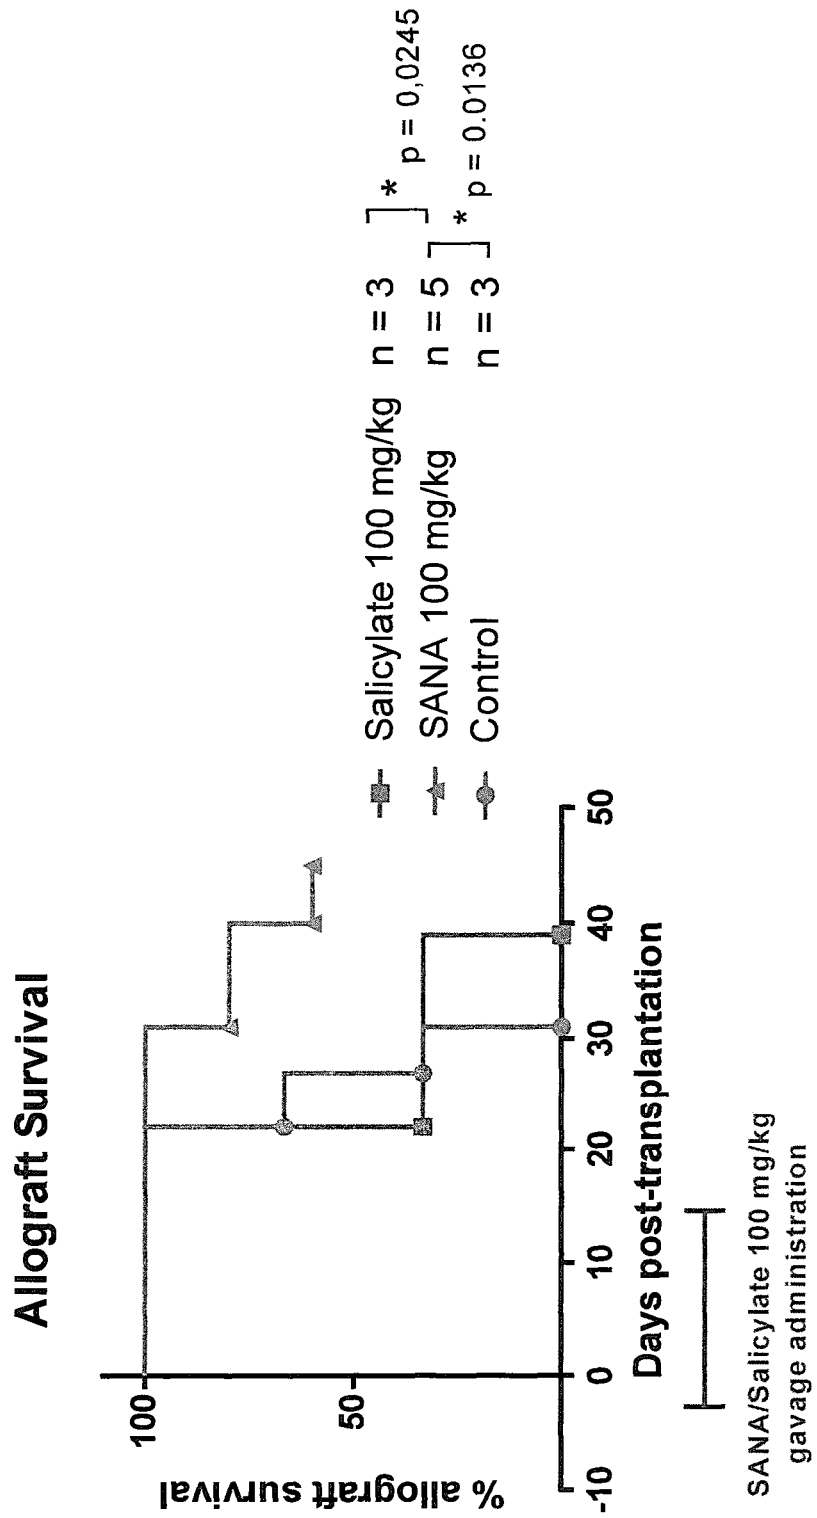 Allograft Survival
% allograft survival
100
50
-10 0 10 20 30 40 50
Days post-transplantation
SANA/Salicylate 100 mg/kg
gavage administration
Salicylate 100 mg/kg n = 3
SANA 100 mg/kg n = 5
Control n = 3
* p = 0,0245
* p = 0.0136